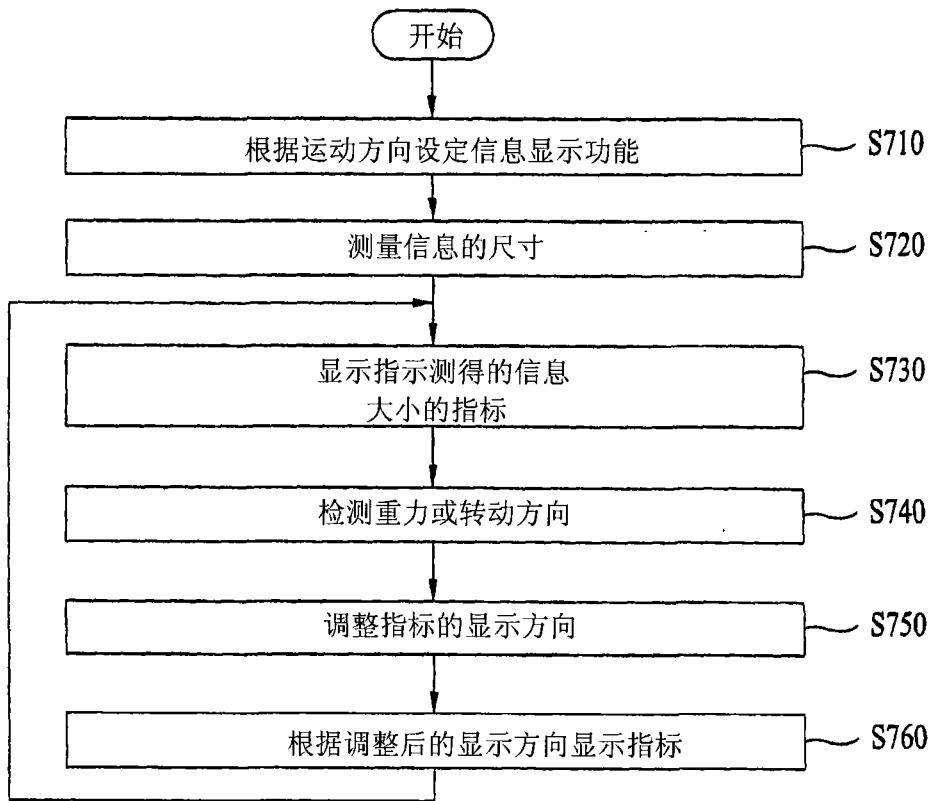 开始
根据运动方向设定信息显示功能
S710
测量信息的尺寸
S720
显示指示测得的信息
大小的指标
S730
检测重力或转动方向
S740
调整指标的显示方向
S750
根据调整后的显示方向显示指标
S760